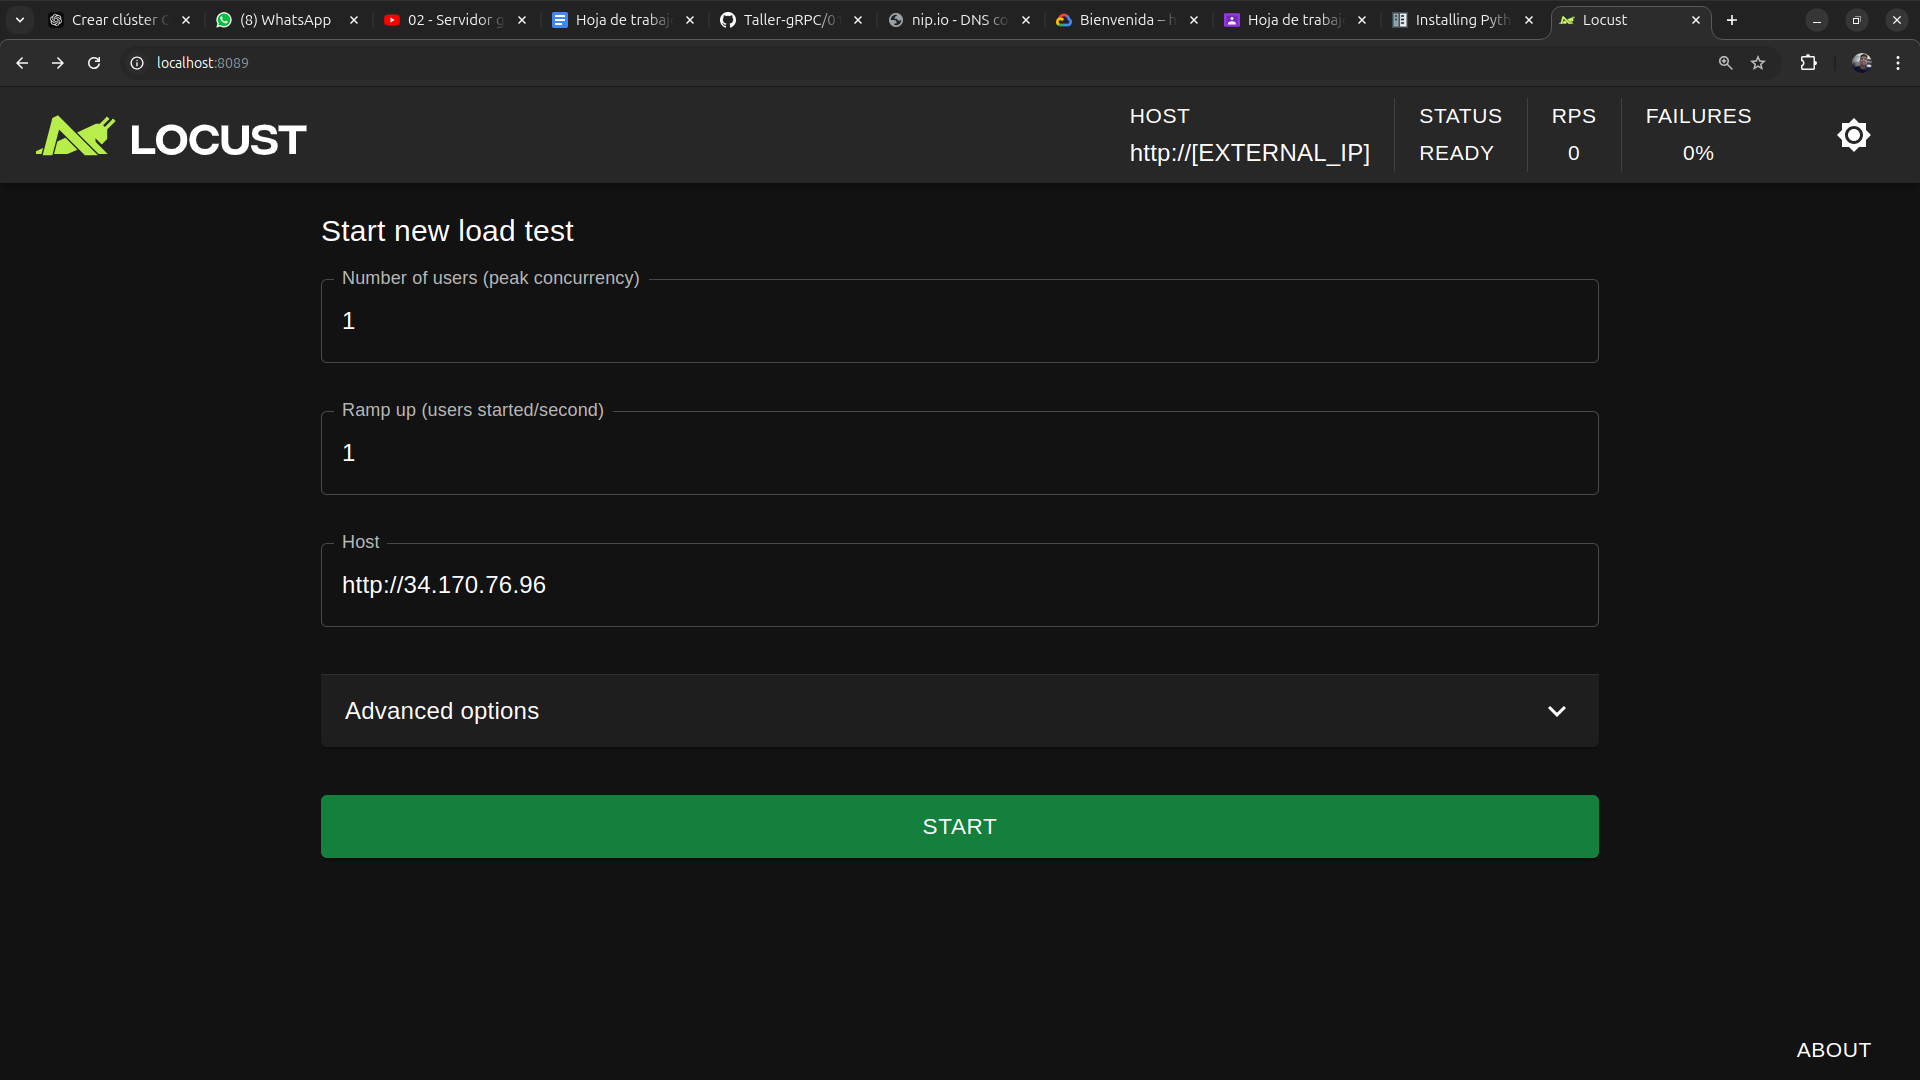 Crear clúster
(8) WhatsApp
02 - Servidor g
Hoja de trabaj
Taller-gRPC/01
nip.io - DNS co
Bienvenida – h
Hoja de trabaj
Installing Pyth
Locust
localhost:8089
LOCUST
HOST
http://[EXTERNAL_IP]
STATUS
READY
RPS
0
FAILURES
0%
Start new load test
Number of users (peak concurrency)
1
Ramp up (users started/second)
1
Host
http://34.170.76.96
Advanced options
START
ABOUT